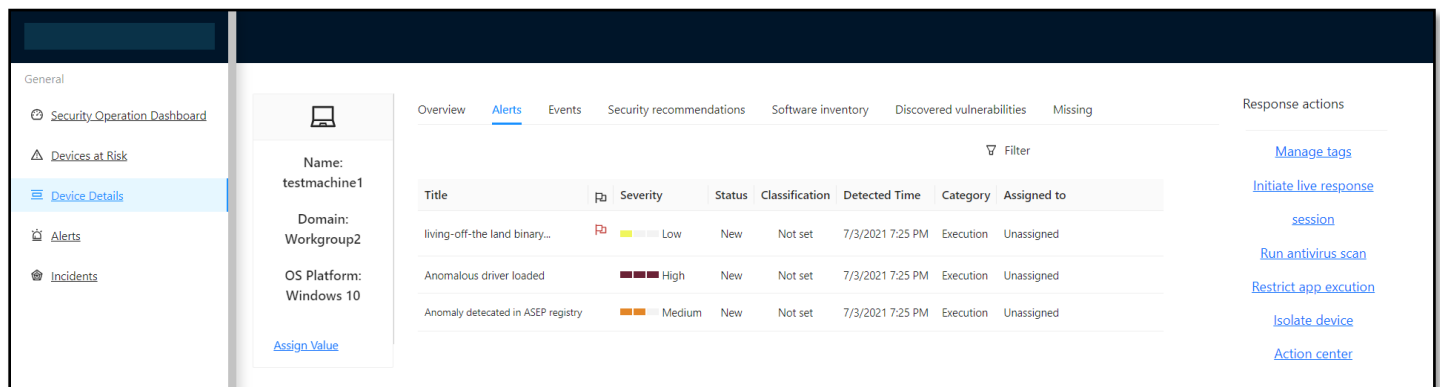 General
Security Operation Dashboard
Devices at Risk
Device Details
Alerts
Incidents
Name:
testmachine1
Domain:
Workgroup2
OS Platform:
Windows 10
Assign Value
Overview Alerts Events Security recommendations Software inventory Discovered vulnerabilities Missing
Filter
Title Severity Status Classification Detected Time Category Assigned to
living-off-the land binary... Low New Not set 7/3/2021 7:25 PM Execution Unassigned
Anomalous driver loaded High New Not set 7/3/2021 7:25 PM Execution Unassigned
Anomaly detecated in ASEP registry Medium New Not set 7/3/2021 7:25 PM Execution Unassigned
Response actions
Manage tags
Initiate live response
session
Run antivirus scan
Restrict app excution
Isolate device
Action center